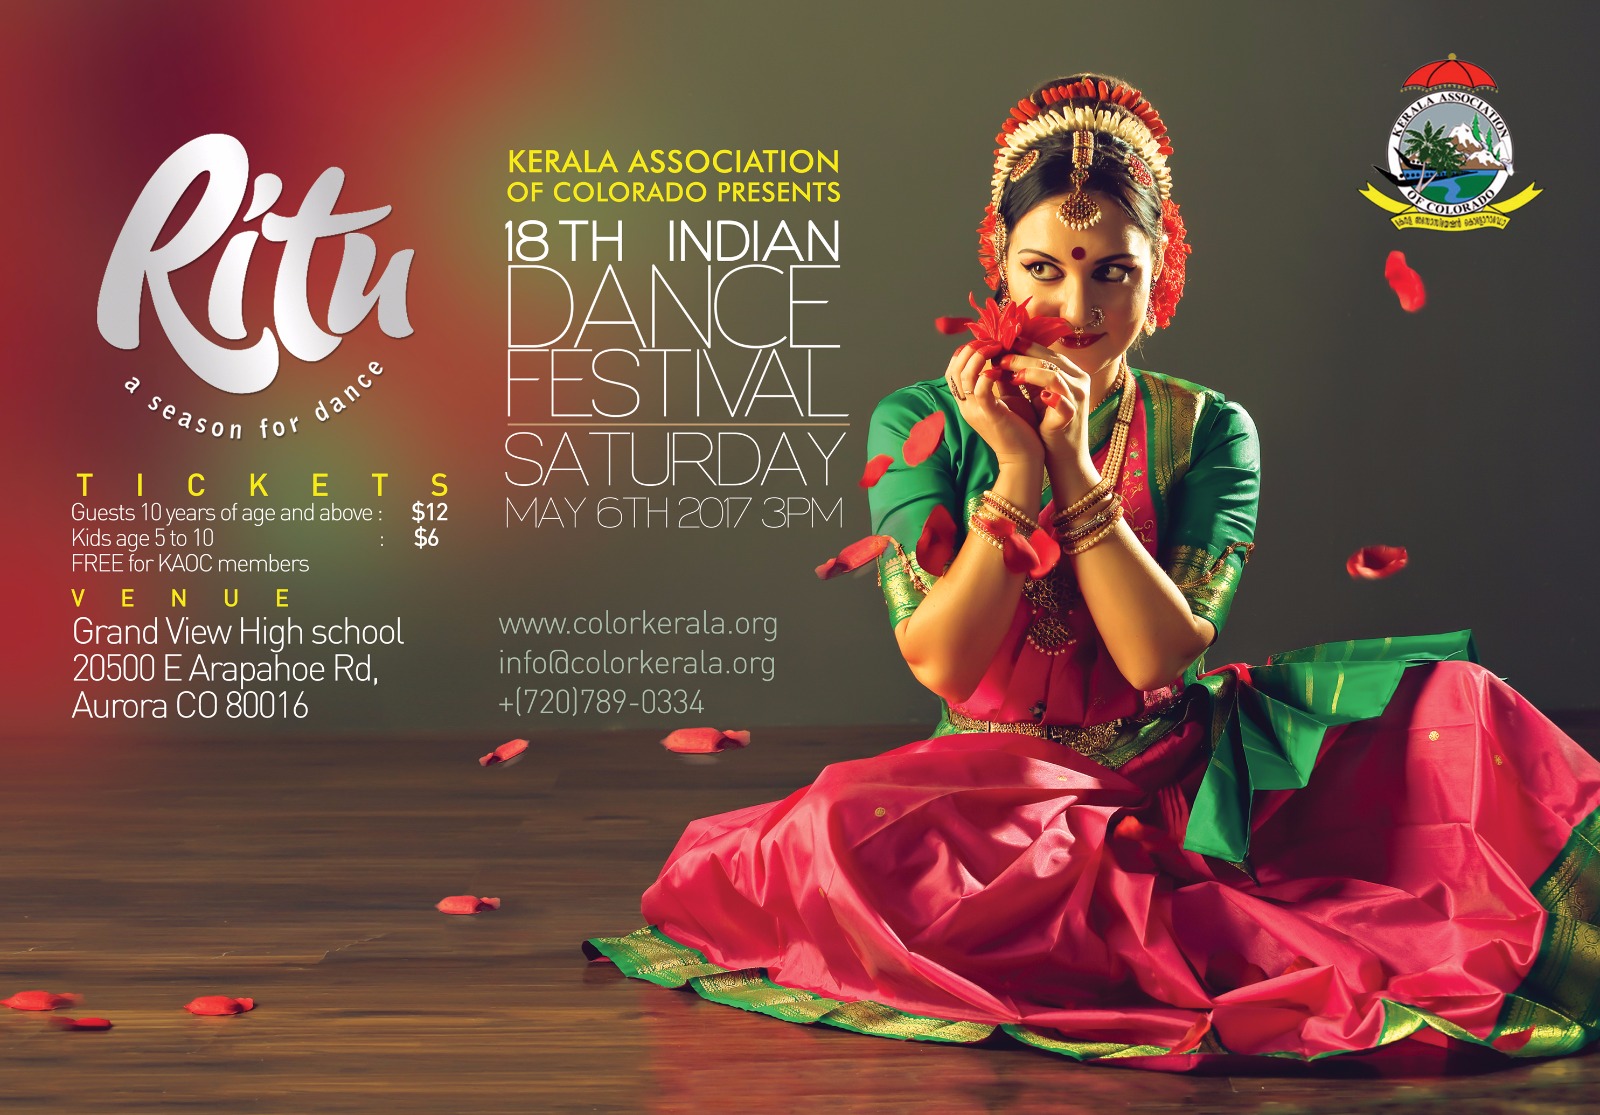 Ritu
a season for dance
TICKETS
Guests 10 years of age and above : $12
Kids age 5 to 10 : $6
FREE for KAOC members
VENUE
Grand View High school
20500 E Arapahoe Rd,
Aurora CO 80016
KERALA ASSOCIATION
OF COLORADO PRESENTS
18TH INDIAN
DANCE
FESTIVAL
SATURDAY
MAY 6TH 2017 3PM
www.colorkerala.org
info@colorkerala.org
+(720)789-0334
KERALA ASSOCIATION
OF COLORADO